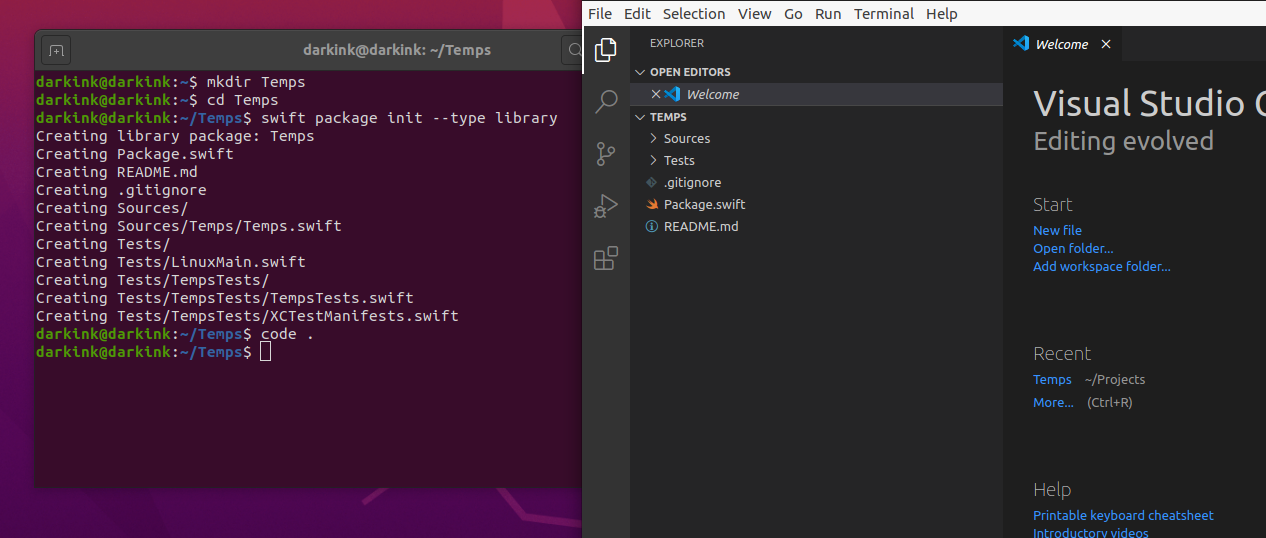 darkink@darkink: ~/Temps
darkink@darkink:~$ mkdir Temps
darkink@darkink:~$ cd Temps
darkink@darkink:~/Temps$ swift package init --type library
Creating library package: Temps
Creating Package.swift
Creating README.md
Creating .gitignore
Creating Sources/
Creating Sources/Temps/Temps.swift
Creating Tests/
Creating Tests/LinuxMain.swift
Creating Tests/TempsTests/
Creating Tests/TempsTests/TempsTests.swift
Creating Tests/TempsTests/XCTestManifests.swift
darkink@darkink:~/Temps$ code .
darkink@darkink:~/Temps$
File Edit Selection View Go Run Terminal Help
EXPLORER
OPEN EDITORS
Welcome
TEMPS
Sources
Tests
.gitignore
Package.swift
README.md
Welcome
Visual Studio C
Editing evolved
Start
New file
Open folder...
Add workspace folder...
Recent
Temps ~/Projects
More... (Ctrl+R)
Help
Printable keyboard cheatsheet
Introductory videos